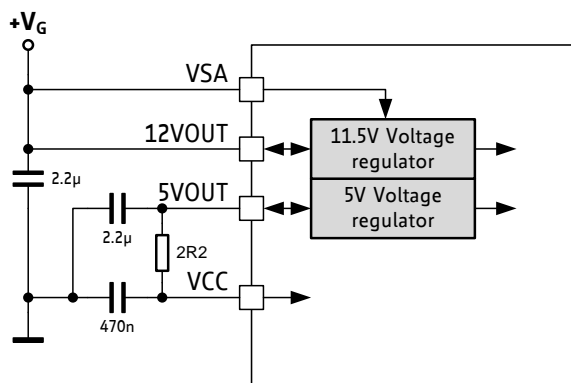 +VG
VSA
12VOUT
11.5V Voltage
regulator
2.2µ
5VOUT
5V Voltage
regulator
2.2µ
2R2
VCC
470n